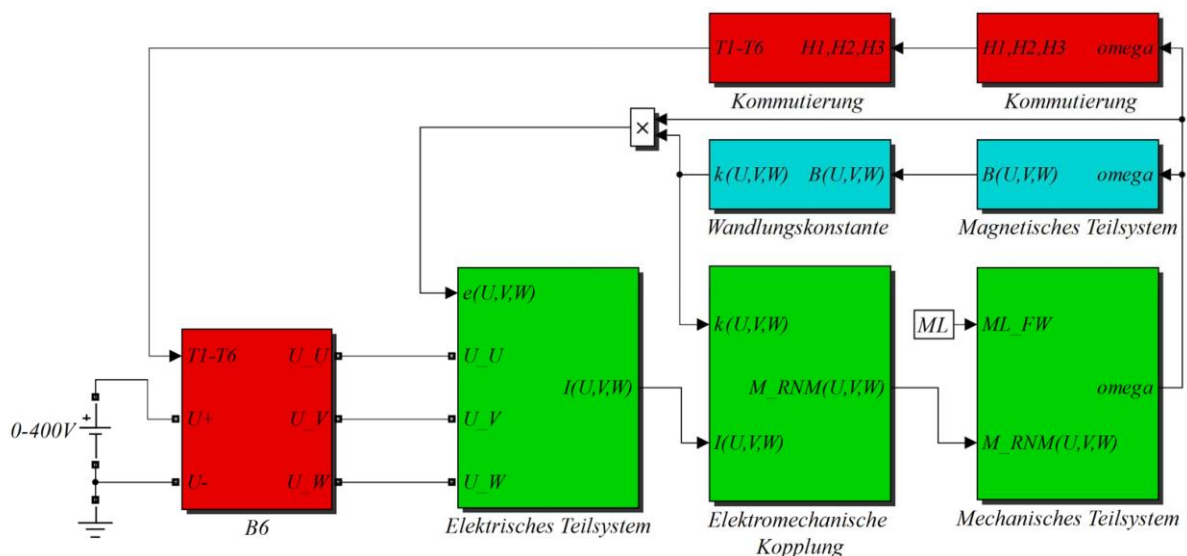 T1-T6 H1,H2,H3
Kommutierung
H1,H2,H3 omega
Kommutierung
×
k(U,V,W) B(U,V,W)
Wandlungskonstante
B(U,V,W) omega
Magnetisches Teilsystem
0-400V
+
T1-T6 U_U
U+ U_V
U- U_W
B6
e(U,V,W)
U_U
I(U,V,W)
U_V
U_W
Elektrisches Teilsystem
k(U,V,W)
M_RNM(U,V,W)
I(U,V,W)
Elektromechanische
Kopplung
ML
ML_FW
omega
M_RNM(U,V,W)
Mechanisches Teilsystem